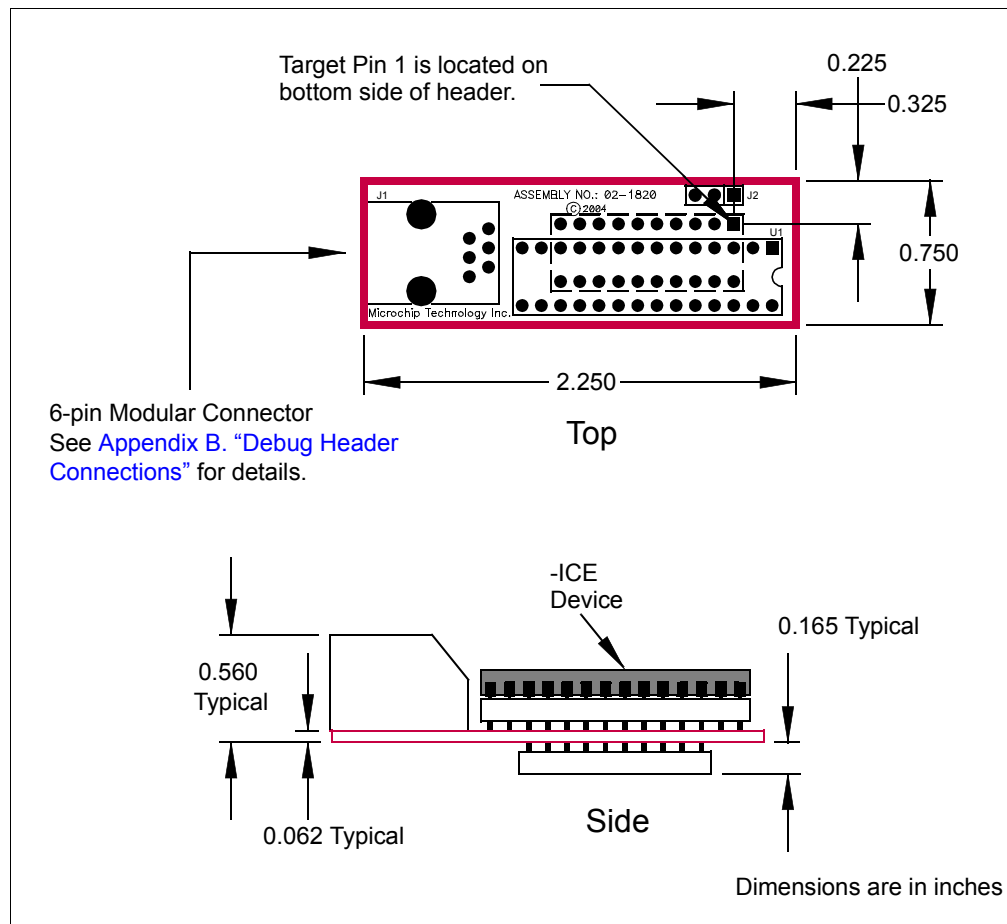 Target Pin 1 is located on
bottom side of header.
0.225
0.325
J1
ASSEMBLY NO.: 02-1820
© 2004
J2
U1
0.750
Microchip Technology Inc.
2.250
6-pin Modular Connector
See Appendix B. “Debug Header
Connections” for details.
Top
-ICE
Device
0.165 Typical
0.560
Typical
0.062 Typical
Side
Dimensions are in inches